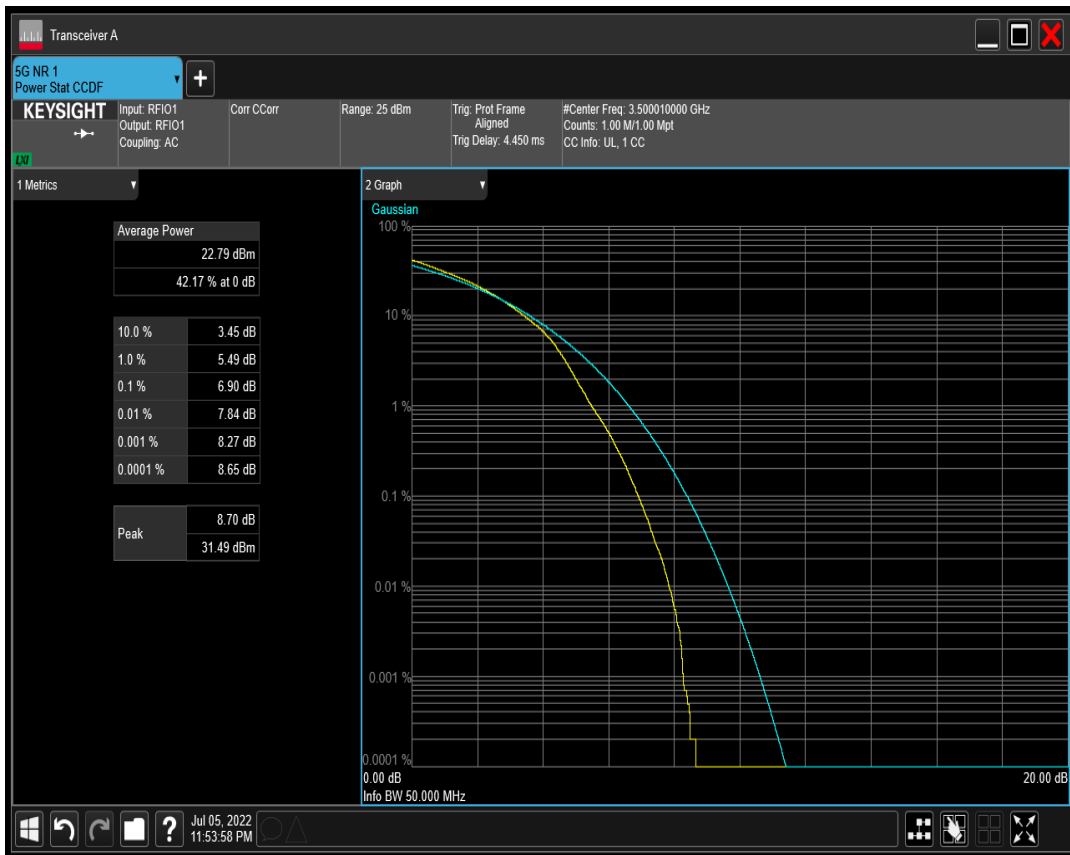 Transceiver A
5G NR 1
Power Stat CCDF
+
KEYSIGHT
LXI
Input: RFIO1
Output: RFIO1
Coupling: AC
Corr CCorr
Range: 25 dBm
Trig: Prot Frame
Aligned
Trig Delay: 4.450 ms
#Center Freq: 3.500010000 GHz
Counts: 1.00 M/1.00 Mpt
CC Info: UL, 1 CC
1 Metrics
Average Power
22.79 dBm
42.17 % at 0 dB
10.0 % 3.45 dB
1.0 % 5.49 dB
0.1 % 6.90 dB
0.01 % 7.84 dB
0.001 % 8.27 dB
0.0001 % 8.65 dB
Peak
8.70 dB
31.49 dBm
2 Graph
Gaussian
100 %
10 %
1 %
0.1 %
0.01 %
0.001 %
0.0001 %
0.00 dB 20.00 dB
Info BW 50.000 MHz
?
Jul 05, 2022
11:53:58 PM